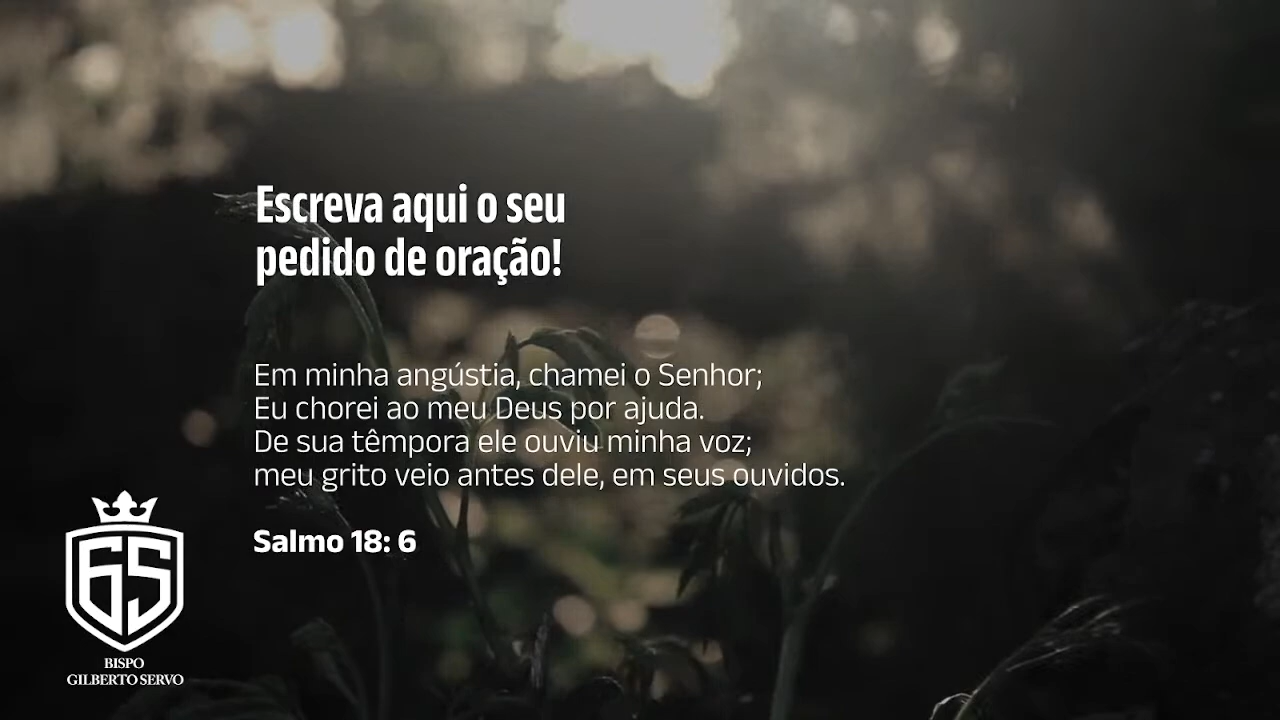 Escreva aqui o seu
pedido de oração!
Em minha angústia, chamei o Senhor;
Eu chorei ao meu Deus por ajuda.
De sua têmpora ele ouviu minha voz;
meu grito veio antes dele, em seus ouvidos.
Salmo 18: 6
GS
BISPO
GILBERTO SERVO